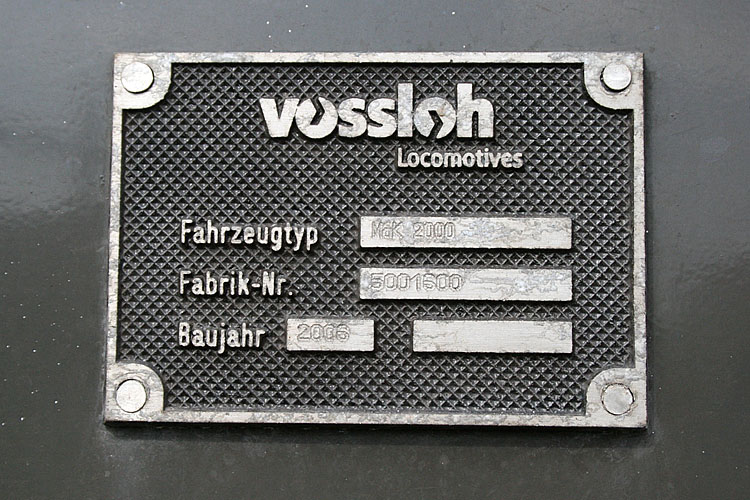 vossloh
Locomotives
Fahrzeugtyp MaK 2000
Fabrik-Nr. 5001600
Baujahr 2006